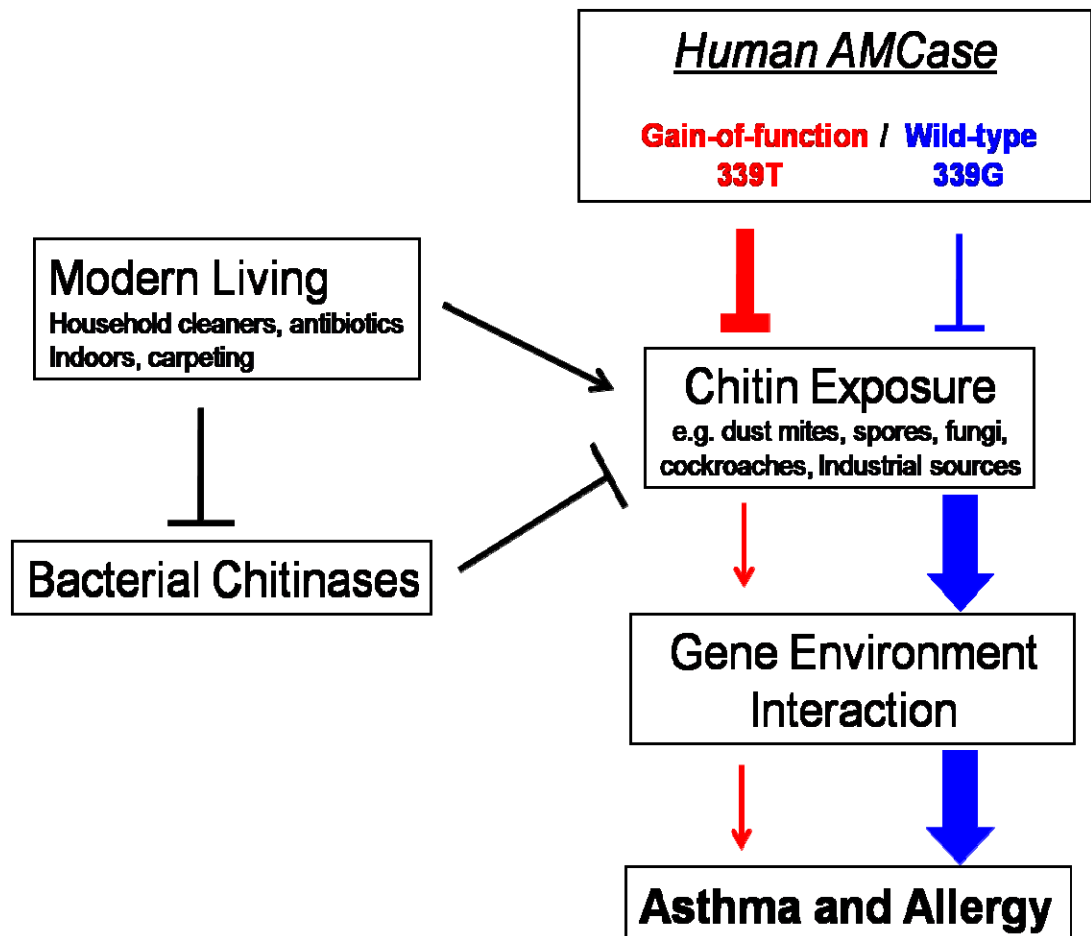 Human AMCase
Gain-of-function / Wild-type
339T 339G
Modern Living
Household cleaners, antibiotics
Indoors, carpeting
Chitin Exposure
e.g. dust mites, spores, fungi,
cockroaches, Industrial sources
Bacterial Chitinases
Gene Environment
Interaction
Asthma and Allergy